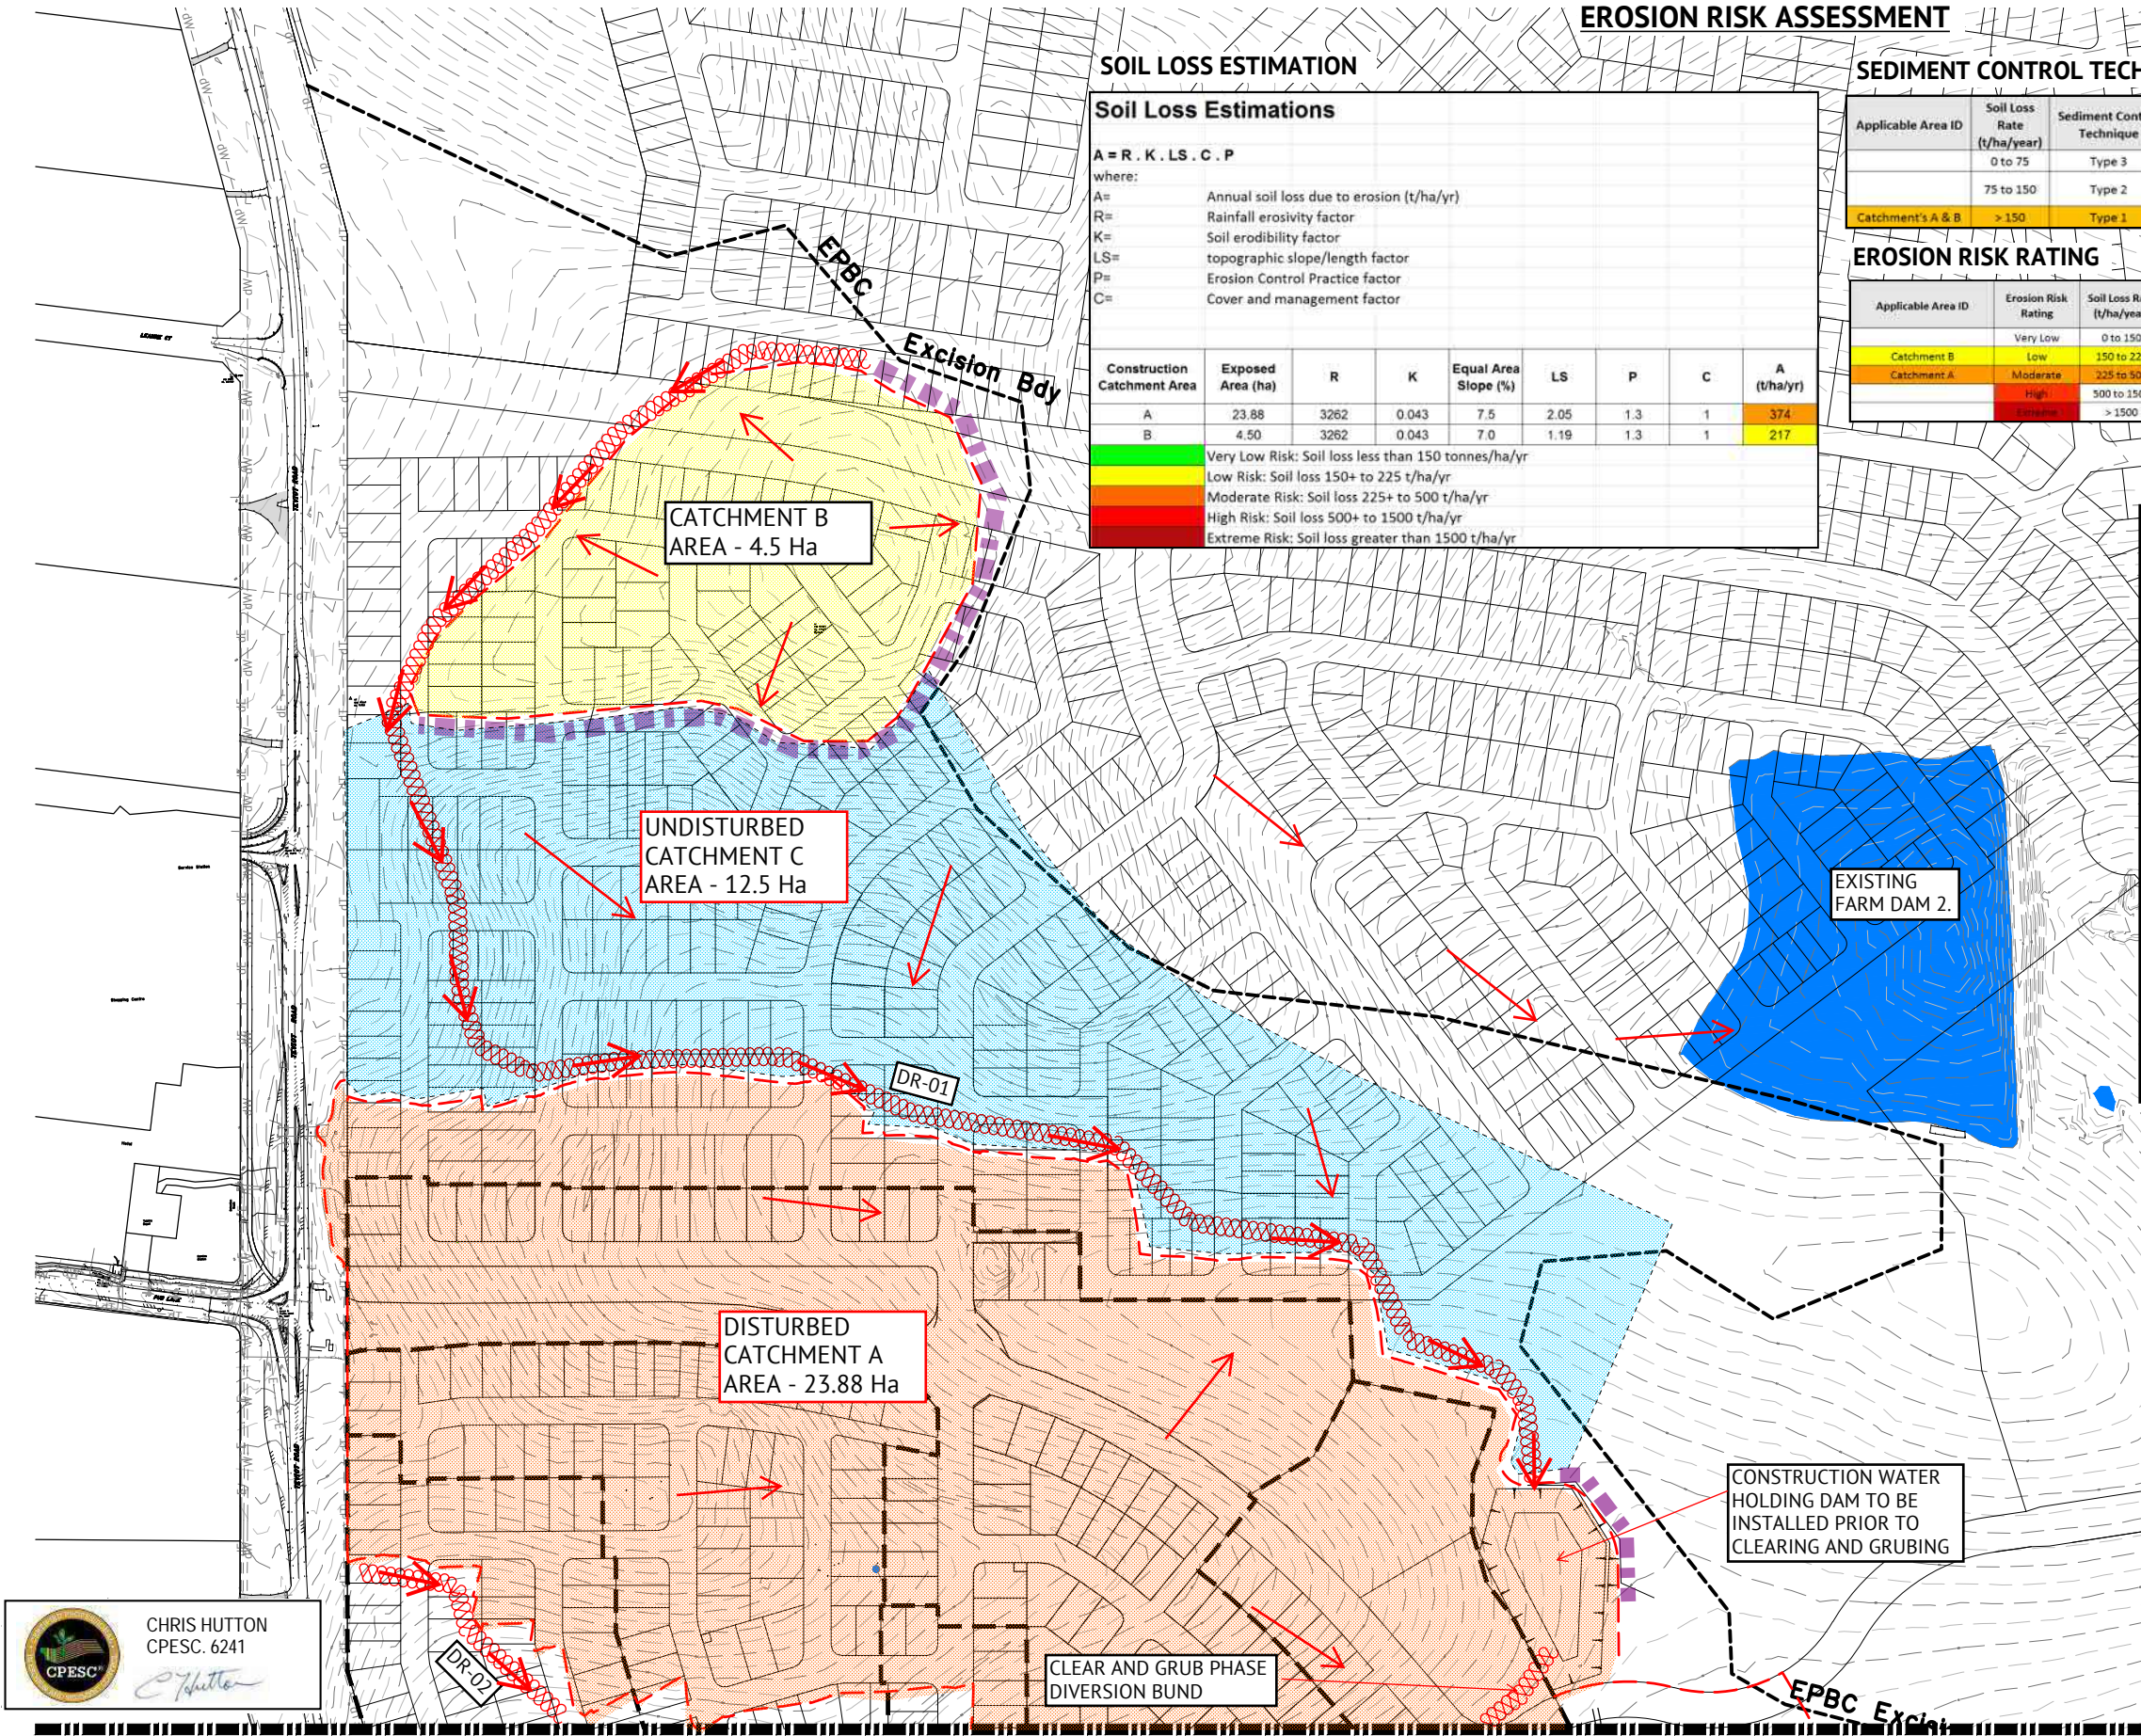 EROSION RISK ASSESSMENT
SOIL LOSS ESTIMATION
Soil Loss Estimations
A = R . K . LS . C . P
where:
A= Annual soil loss due to erosion (t/ha/yr)
R= Rainfall erosivity factor
K= Soil erodibility factor
LS= topographic slope/length factor
P= Erosion Control Practice factor
C= Cover and management factor
Construction Catchment Area Exposed Area (ha) R K Equal Area Slope (%) LS P C A (t/ha/yr)
A 23.88 3262 0.043 7.5 2.05 1.3 1 374
B 4.50 3262 0.043 7.0 1.19 1.3 1 217
Very Low Risk: Soil loss less than 150 tonnes/ha/yr
Low Risk: Soil loss 150+ to 225 t/ha/yr
Moderate Risk: Soil loss 225+ to 500 t/ha/yr
High Risk: Soil loss 500+ to 1500 t/ha/yr
Extreme Risk: Soil loss greater than 1500 t/ha/yr
SEDIMENT CONTROL TECH
Applicable Area ID Soil Loss Rate (t/ha/year) Sediment Cont Technique
0 to 75 Type 3
75 to 150 Type 2
Catchment's A & B > 150 Type 1
EROSION RISK RATING
Applicable Area ID Erosion Risk Rating Soil Loss R (t/ha/yea
Very Low 0 to 150
Catchment B Low 150 to 22
Catchment A Moderate 225 to 50
High 500 to 150
Extreme > 1500
EPBC
Excision Bdy
CATCHMENT B
AREA - 4.5 Ha
UNDISTURBED
CATCHMENT C
AREA - 12.5 Ha
EXISTING
FARM DAM 2.
DR-01
DISTURBED
CATCHMENT A
AREA - 23.88 Ha
CONSTRUCTION WATER
HOLDING DAM TO BE
INSTALLED PRIOR TO
CLEARING AND GRUBING
CLEAR AND GRUB PHASE
DIVERSION BUND
DR-02
EPBC Excisi
Service Station
Shopping Centre
CPESC
CHRIS HUTTON
CPESC. 6241
C Hutton